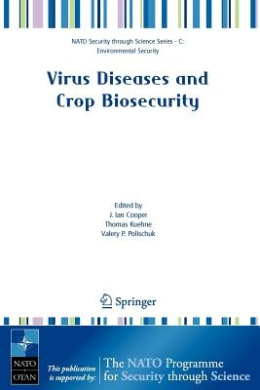 NATO Security through Science Series - C:
Environmental Security
Virus Diseases and
Crop Biosecurity
Edited by
J. Ian Cooper
Thomas Kuehne
Valery P. Polischuk
Springer
NATO
OTAN
This publication
is supported by:
The NATO Programme
for Security through Science